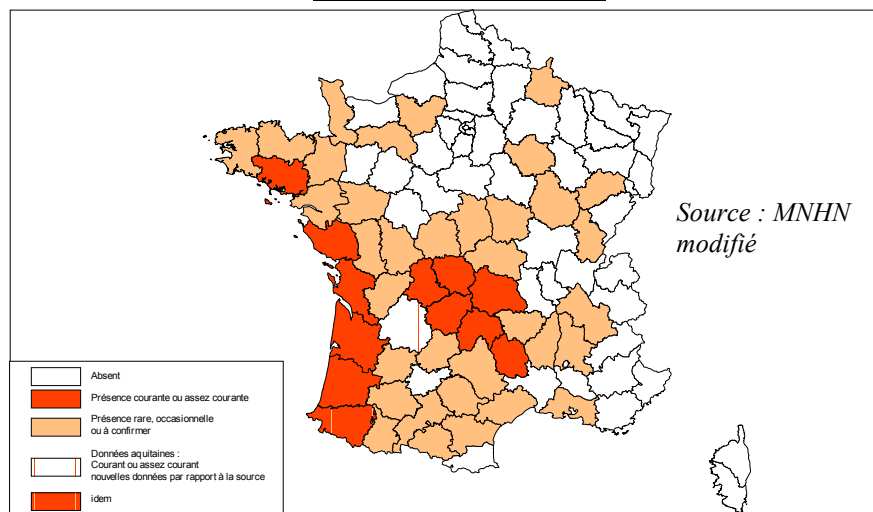 Source : MNHN
modifié
Absent
Présence courante ou assez courante
Présence rare, occasionnelle
ou à confirmer
Données aquitaines :
Courant ou assez courant
nouvelles données par rapport à la source
idem